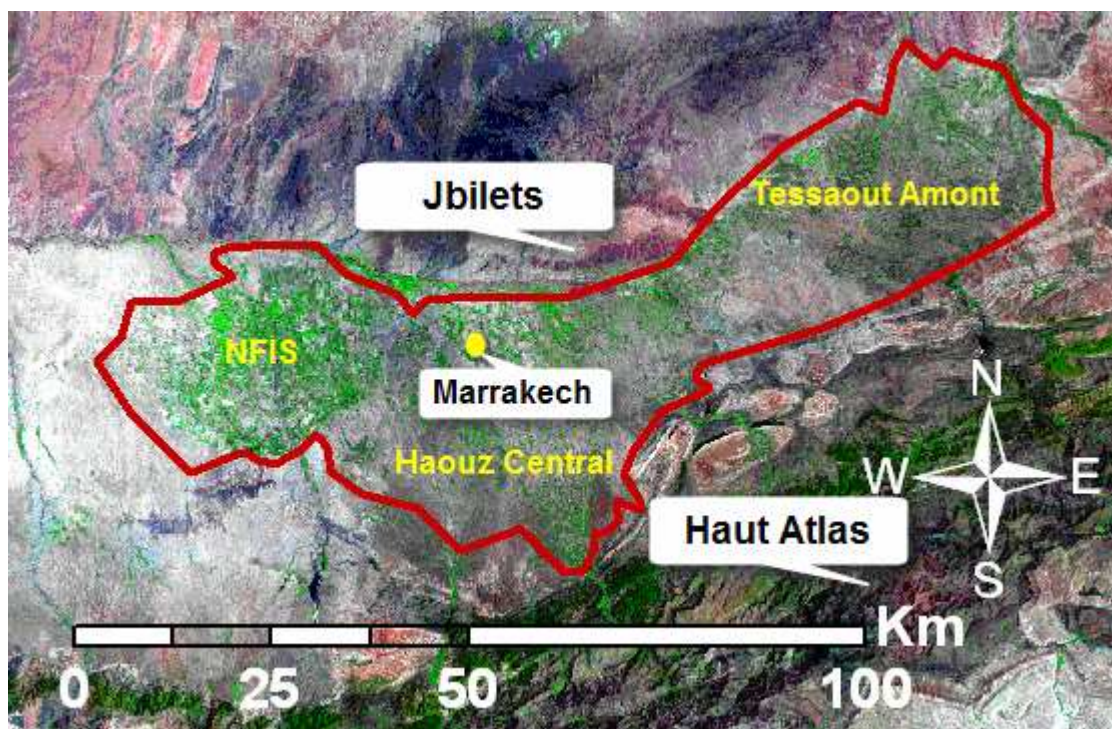 Jbilets
Tessaout Amont
NFIS
Marrakech
Haouz Central
N
W
E
S
Haut Atlas
Km
0 25 50 100